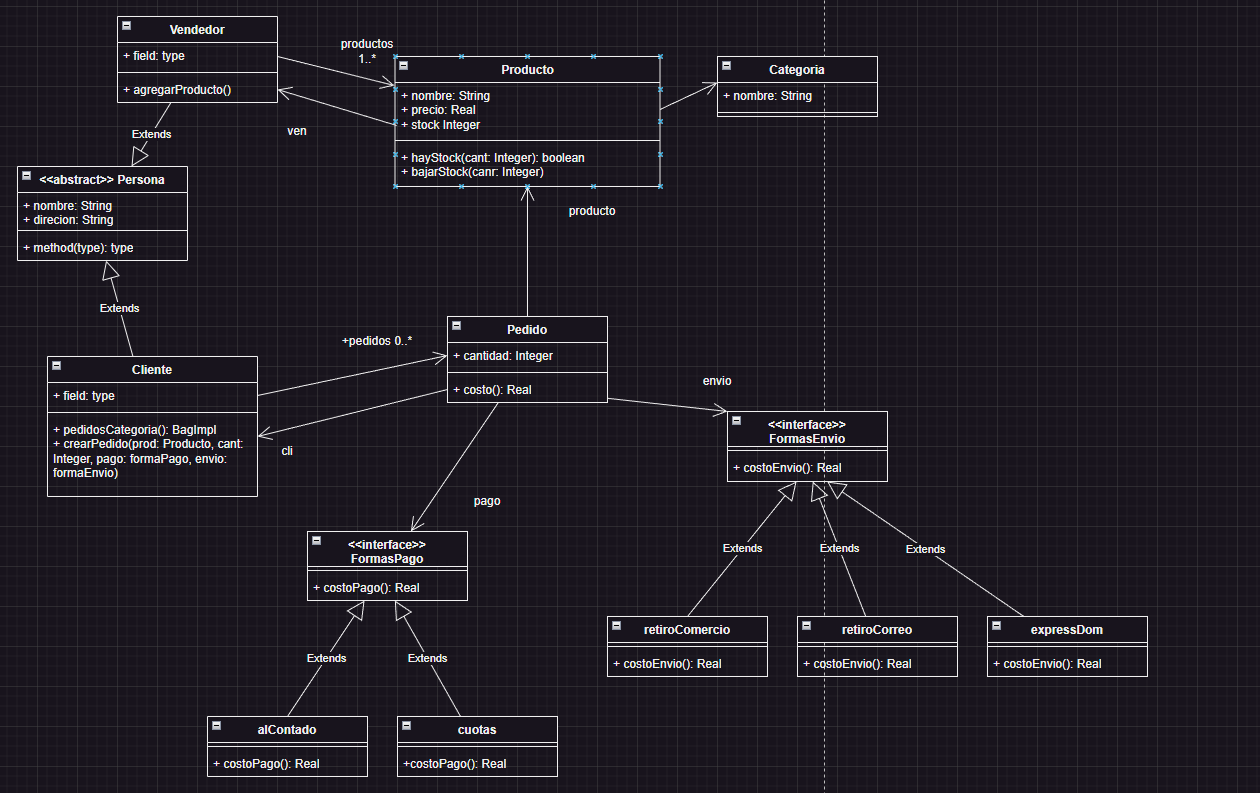 Vendedor
+ field: type
+ agregarProducto()
productos
1..*
Producto
+ nombre: String
+ precio: Real
+ stock Integer
+ hayStock(cant: Integer): boolean
+ bajarStock(canr: Integer)
Categoria
+ nombre: String
ven
Extends
<<abstract>> Persona
+ nombre: String
+ direcion: String
+ method(type): type
producto
Extends
Pedido
+ cantidad: Integer
+ costo(): Real
+pedidos 0..*
Cliente
+ field: type
+ pedidosCategoria(): BagImpl
+ crearPedido(prod: Producto, cant:
Integer, pago: formaPago, envio:
formaEnvio)
cli
envio
<<interface>>
FormasEnvio
+ costoEnvio(): Real
pago
<<interface>>
FormasPago
+ costoPago(): Real
Extends
Extends
Extends
retiroComercio
+ costoEnvio(): Real
retiroCorreo
+ costoEnvio(): Real
expressDom
+ costoEnvio(): Real
Extends
Extends
alContado
+ costoPago(): Real
cuotas
+costoPago(): Real